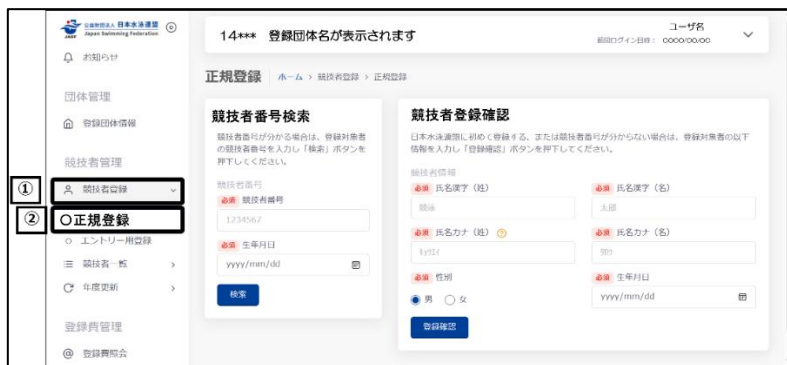 公益財団法人 日本水泳連盟
Japan Swimming Federation
お知らせ
団体管理
登録団体情報
競技者管理
① 競技者登録
② 〇正規登録
エントリー用登録
競技者一覧
年度更新
登録費管理
登録費照会
14*** 登録団体名が表示されます
ユーザ名
前回ログイン日時： 0000/00/00
正規登録 ホーム > 競技者登録 > 正規登録
競技者番号検索
競技者番号が分かる場合は、登録対象者
の競技者番号を入力し「検索」ボタンを
押下してください。
競技者番号
必須 競技者番号
1234567
必須 生年月日
yyyy/mm/dd
検索
競技者登録確認
日本水泳連盟に初めて登録する、または競技者番号が分からない場合は、登録対象者の以下
情報を入力し「登録確認」ボタンを押下してください。
競技者情報
必須 氏名漢字（姓） 必須 氏名漢字（名）
競泳 太郎
必須 氏名カナ（姓） 必須 氏名カナ（名）
ｷｮｳｴｲ ﾀﾛｳ
必須 性別 必須 生年月日
男 女 yyyy/mm/dd
登録確認